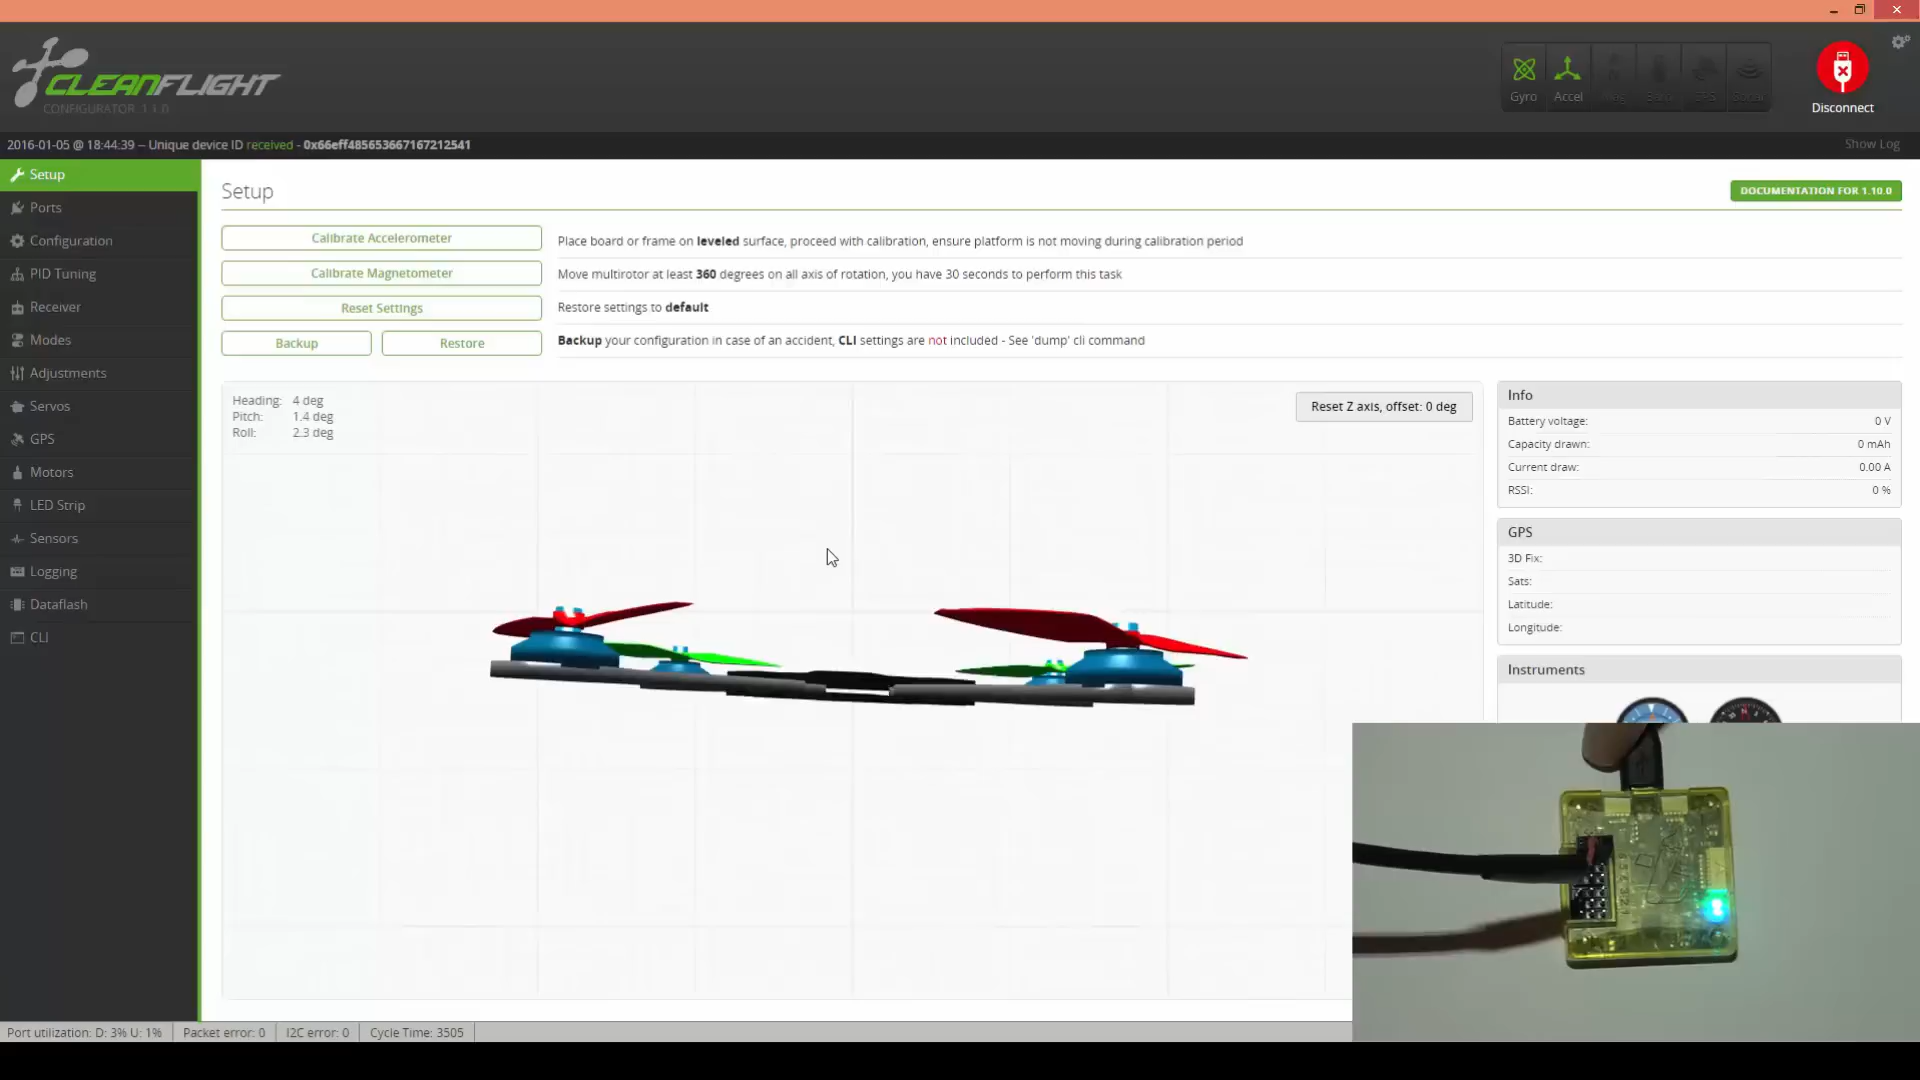 CLEANFLIGHT
CONFIGURATOR 1.1.0
Gyro
Accel
Disconnect
2016-01-05 @ 18:44:39 -- Unique device ID received - 0x66eff485653667167212541
Show Log
Setup
Ports
Configuration
PID Tuning
Receiver
Modes
Adjustments
Servos
GPS
Motors
LED Strip
Sensors
Logging
Dataflash
CLI
Setup
DOCUMENTATION FOR 1.10.0
Calibrate Accelerometer
Place board or frame on leveled surface, proceed with calibration, ensure platform is not moving during calibration period
Calibrate Magnetometer
Move multirotor at least 360 degrees on all axis of rotation, you have 30 seconds to perform this task
Reset Settings
Restore settings to default
Backup
Restore
Backup your configuration in case of an accident, CLI settings are not included - See 'dump' cli command
Heading: 4 deg
Pitch: 1.4 deg
Roll: 2.3 deg
Reset Z axis, offset: 0 deg
Info
Battery voltage: 0 V
Capacity drawn: 0 mAh
Current draw: 0.00 A
RSSI: 0 %
GPS
3D Fix:
Sats:
Latitude:
Longitude:
Instruments
Port utilization: D: 3% U: 1%
Packet error: 0
I2C error: 0
Cycle Time: 3505